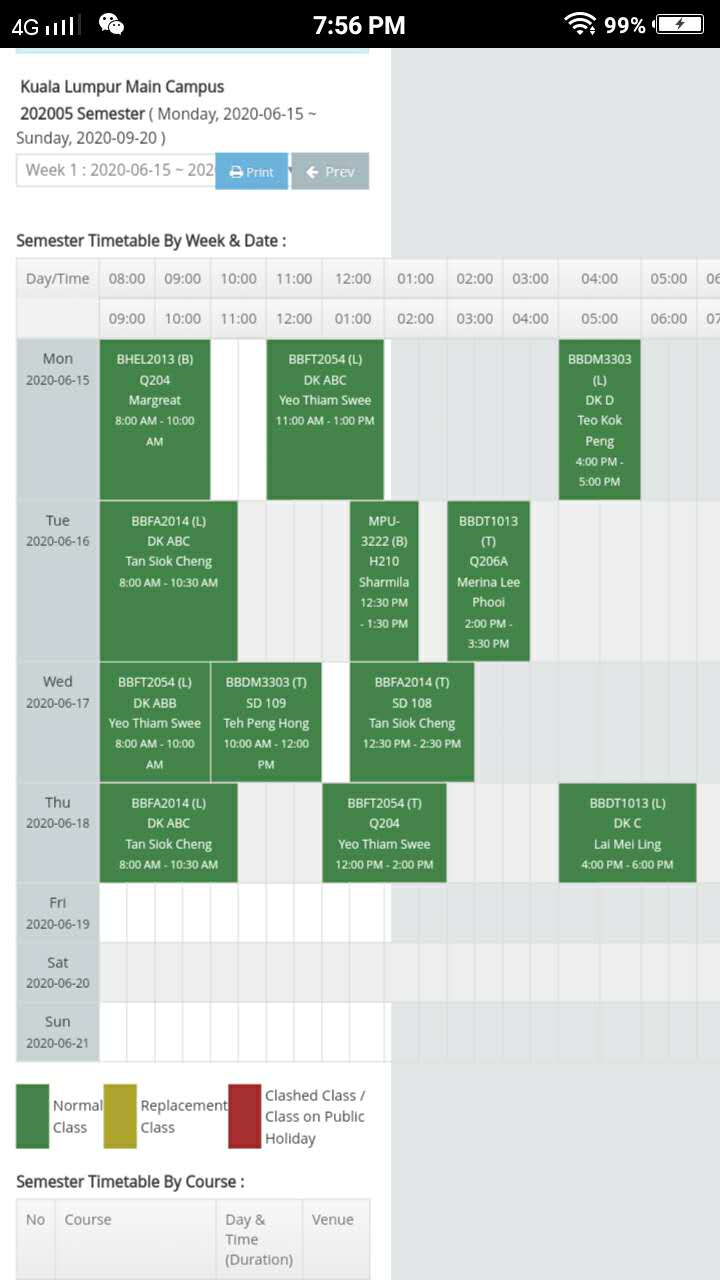 4G 7:56 PM 99%
Kuala Lumpur Main Campus
202005 Semester ( Monday, 2020-06-15 ~
Sunday, 2020-09-20 )
Week 1 : 2020-06-15 ~ 202 Print Prev
Semester Timetable By Week & Date :
Day/Time 08:00 09:00 10:00 11:00 12:00 01:00 02:00 03:00 04:00 05:00 06
09:00 10:00 11:00 12:00 01:00 02:00 03:00 04:00 05:00 06:00 07
Mon
2020-06-15
BHEL2013 (B)
Q204
Margreat
8:00 AM - 10:00
AM
BBFT2054 (L)
DK ABC
Yeo Thiam Swee
11:00 AM - 1:00 PM
BBDM3303
(L)
DK D
Teo Kok
Peng
4:00 PM -
5:00 PM
Tue
2020-06-16
BBFA2014 (L)
DK ABC
Tan Siok Cheng
8:00 AM - 10:30 AM
MPU-
3222 (B)
H210
Sharmila
12:30 PM
- 1:30 PM
BBDT1013
(T)
Q206A
Merina Lee
Phooi
2:00 PM -
3:30 PM
Wed
2020-06-17
BBFT2054 (L)
DK ABB
Yeo Thiam Swee
8:00 AM - 10:00
AM
BBDM3303 (T)
SD 109
Teh Peng Hong
10:00 AM - 12:00
PM
BBFA2014 (T)
SD 108
Tan Siok Cheng
12:30 PM - 2:30 PM
Thu
2020-06-18
BBFA2014 (L)
DK ABC
Tan Siok Cheng
8:00 AM - 10:30 AM
BBFT2054 (T)
Q204
Yeo Thiam Swee
12:00 PM - 2:00 PM
BBDT1013 (L)
DK C
Lai Mei Ling
4:00 PM - 6:00 PM
Fri
2020-06-19
Sat
2020-06-20
Sun
2020-06-21
Normal
Class
Replacement
Class
Clashed Class /
Class on Public
Holiday
Semester Timetable By Course :
No Course Day &
Time
(Duration) Venue